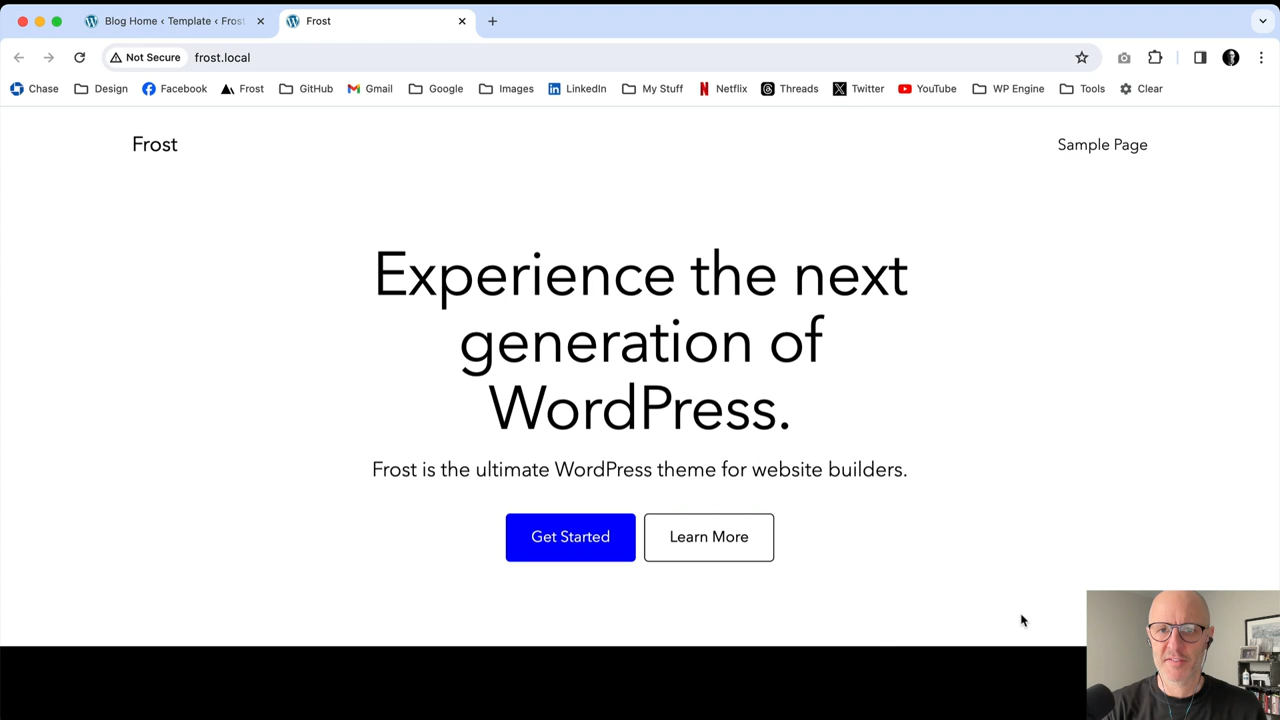 Blog Home ‹ Template ‹ Frost
Frost
Not Secure
frost.local
Chase
Design
Facebook
Frost
GitHub
Gmail
Google
Images
LinkedIn
My Stuff
Netflix
Threads
Twitter
YouTube
WP Engine
Tools
Clear
Frost
Sample Page
Experience the next
generation of
WordPress.
Frost is the ultimate WordPress theme for website builders.
Get Started
Learn More